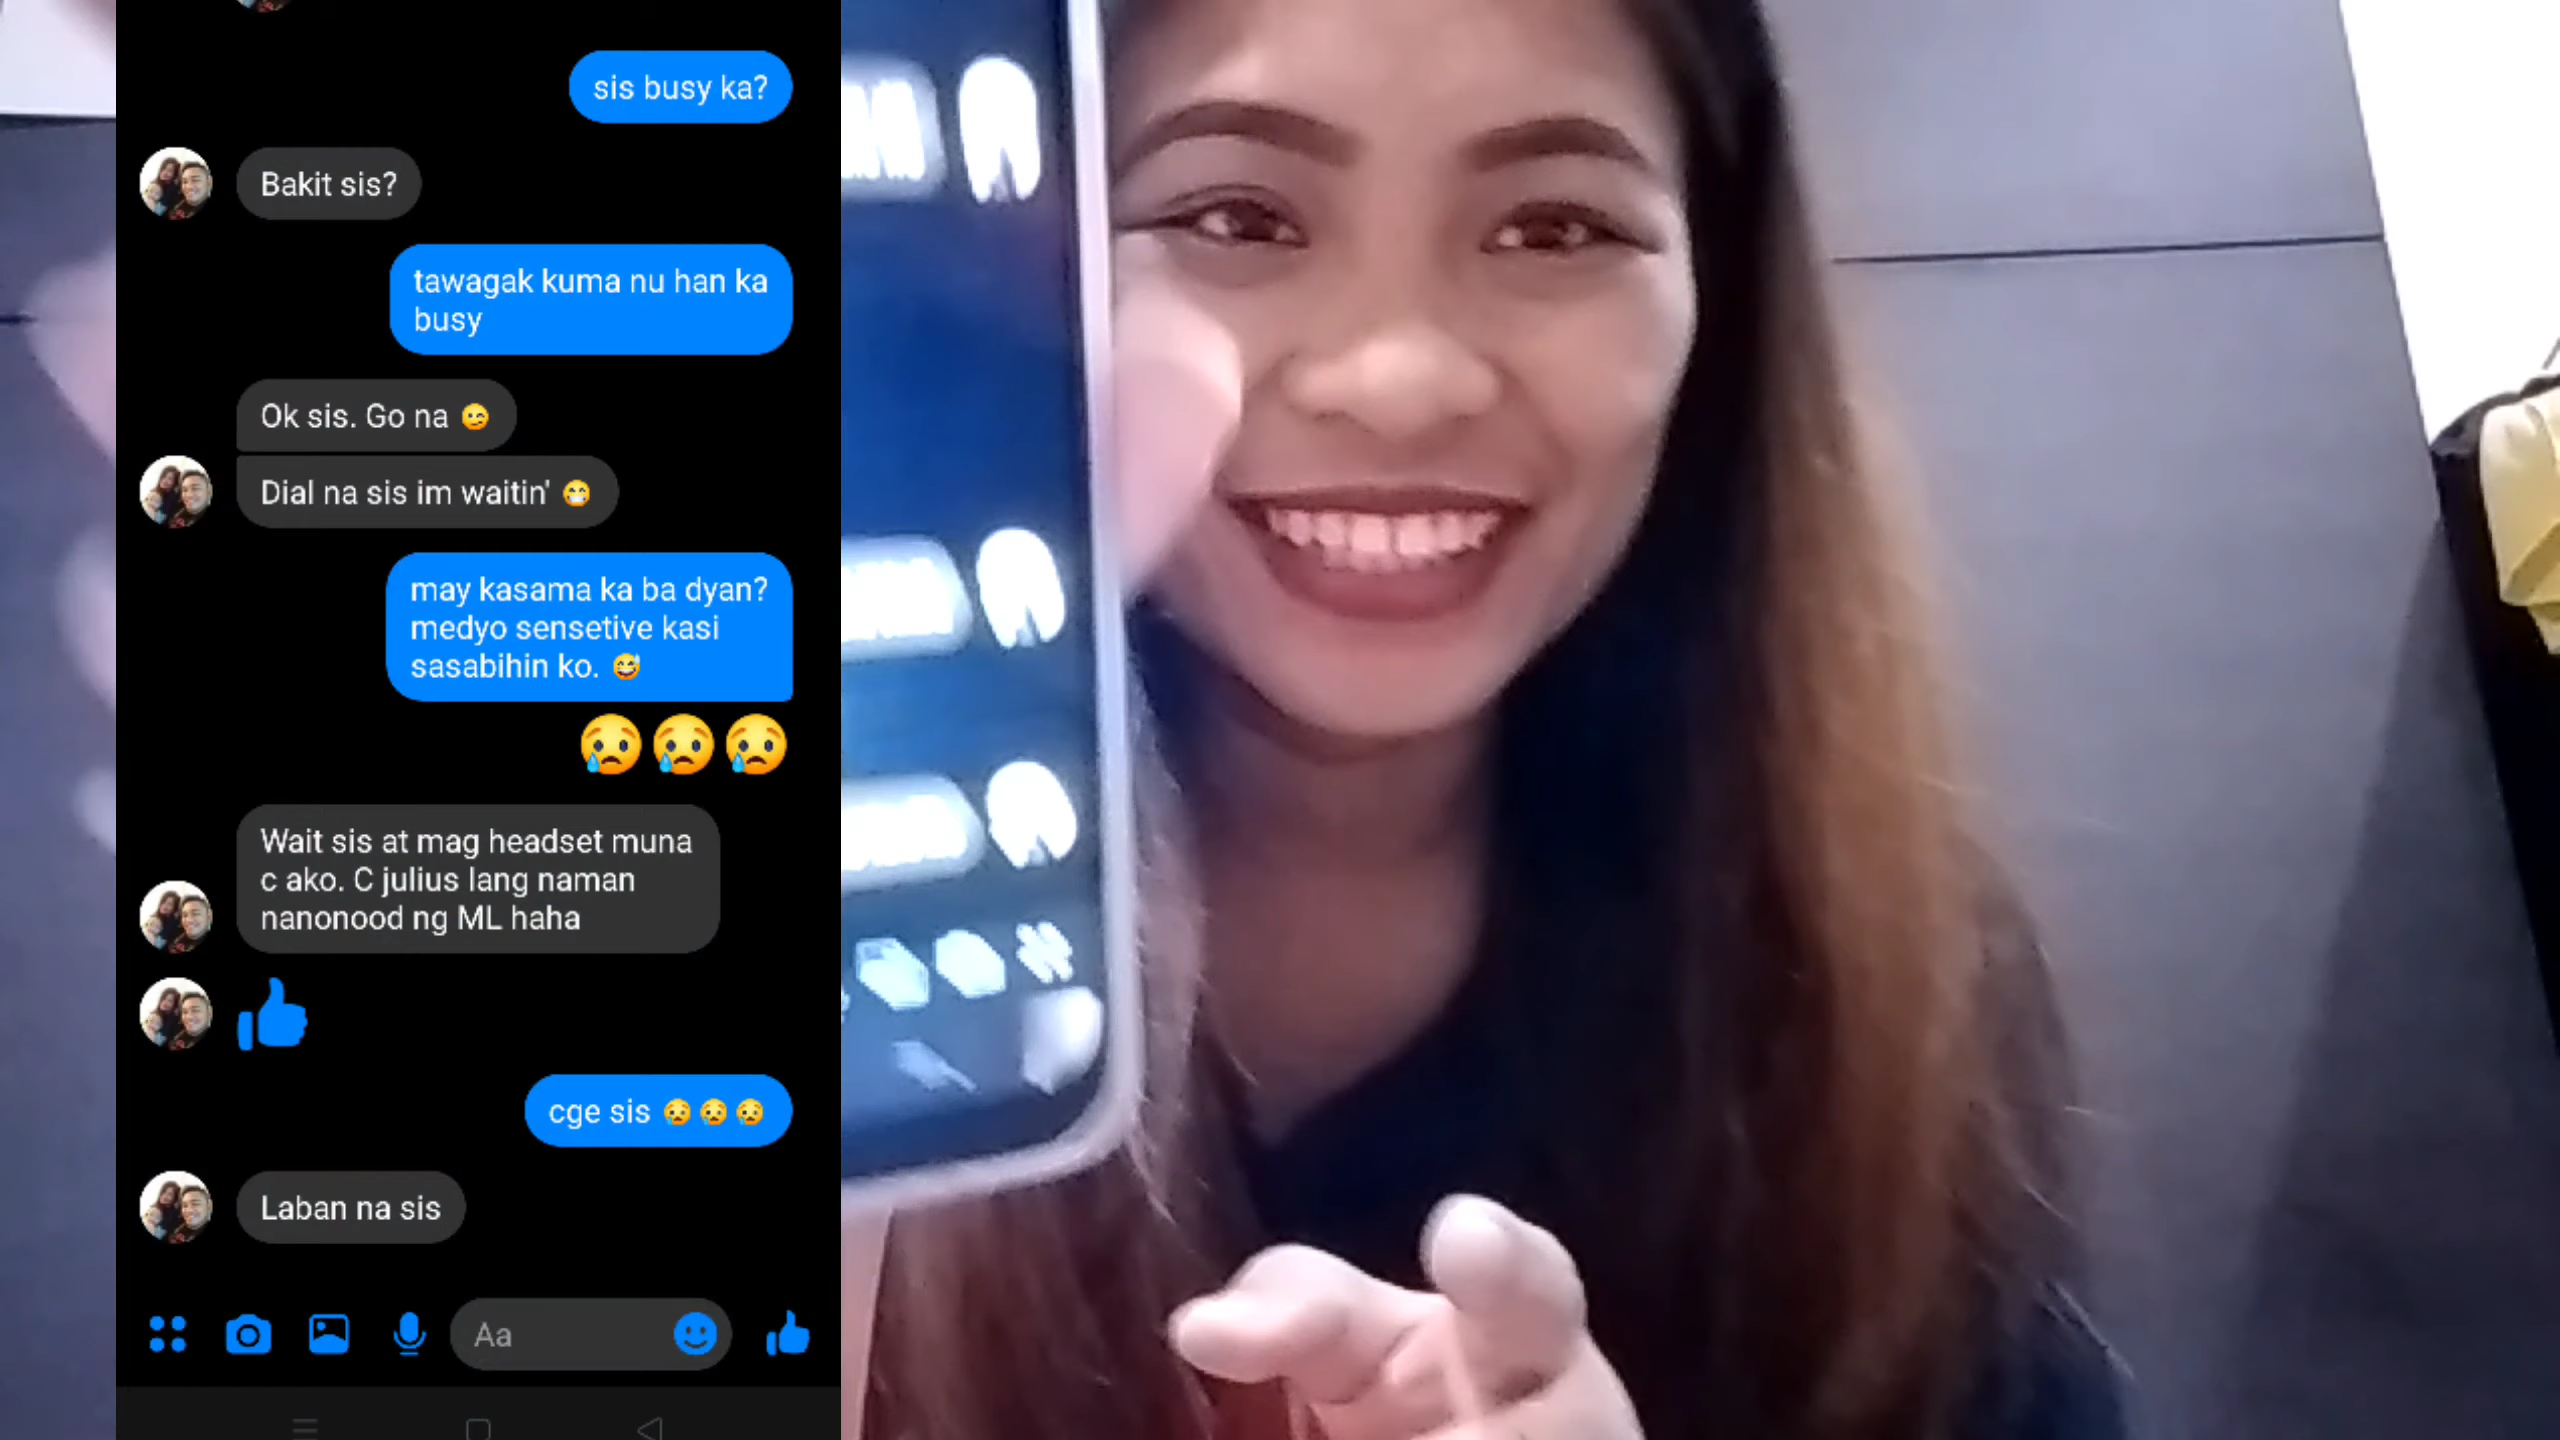 sis busy ka?
Bakit sis?
tawagak kuma nu han ka
busy
Ok sis. Go na 😉
Dial na sis im waitin' 😁
may kasama ka ba dyan?
medyo sensetive kasi
sasabihin ko. 😅
😢😢😢
Wait sis at mag headset muna
c ako. C julius lang naman
nanonood ng ML haha
cge sis 😢😢😢
Laban na sis
Aa